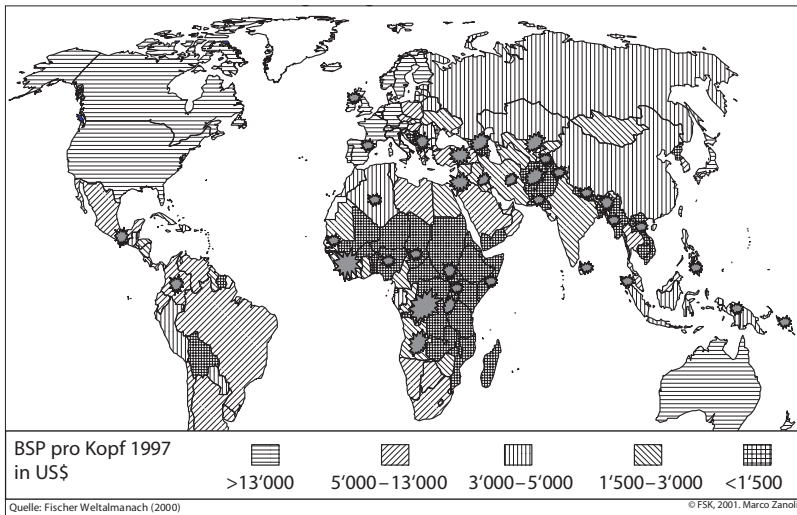 BSP pro Kopf 1997
in US$
>13’000
5’000–13’000
3’000–5’000
1’500–3’000
<1’500
Quelle: Fischer Weltalmanach (2000)
© FSK, 2001. Marco Zanoli